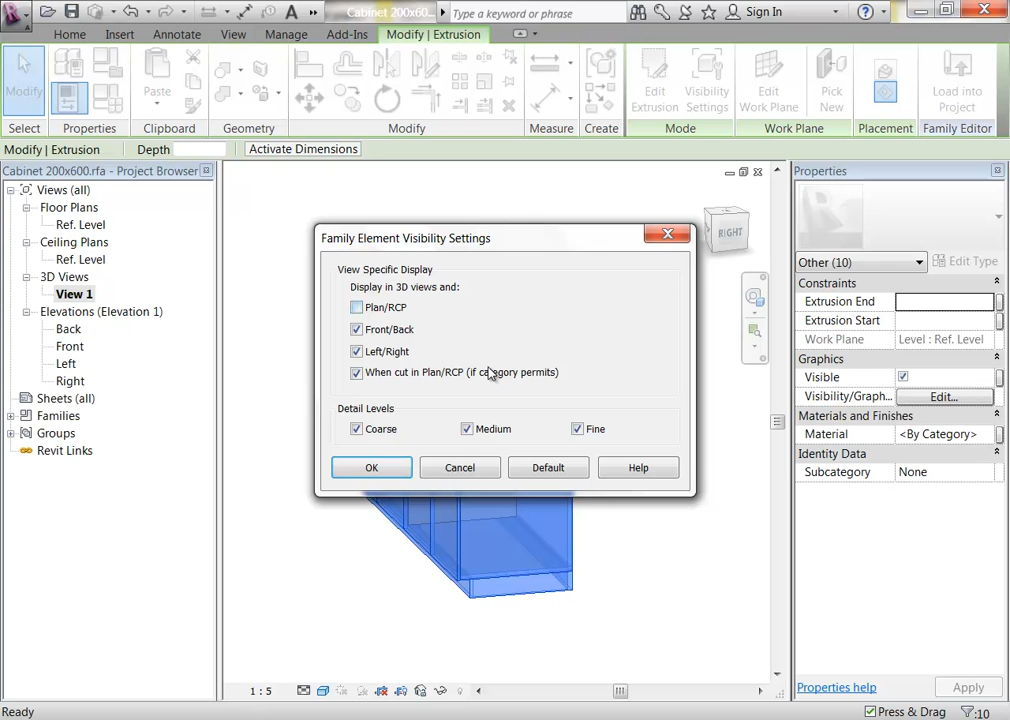 Cabinet 200x60... Type a keyword or phrase Sign In
Home Insert Annotate View Manage Add-Ins Modify | Extrusion
Modify Paste Edit Extrusion Visibility Settings Edit Work Plane Pick New Load into Project
Select Properties Clipboard Geometry Modify Measure Create Mode Work Plane Placement Family Editor
Modify | Extrusion Depth Activate Dimensions
Cabinet 200x600.rfa - Project Browser
Views (all)
Floor Plans
Ref. Level
Ceiling Plans
Ref. Level
3D Views
View 1
Elevations (Elevation 1)
Back
Front
Left
Right
Sheets (all)
Families
Groups
Revit Links
RIGHT
Family Element Visibility Settings
View Specific Display
Display in 3D views and:
Plan/RCP
Front/Back
Left/Right
When cut in Plan/RCP (if category permits)
Detail Levels
Coarse Medium Fine
OK Cancel Default Help
Properties
Other (10) Edit Type
Constraints
Extrusion End
Extrusion Start
Work Plane Level : Ref. Level
Graphics
Visible
Visibility/Graph... Edit...
Materials and Finishes
Material <By Category>
Identity Data
Subcategory None
Properties help Apply
1 : 5
Ready Press & Drag :10